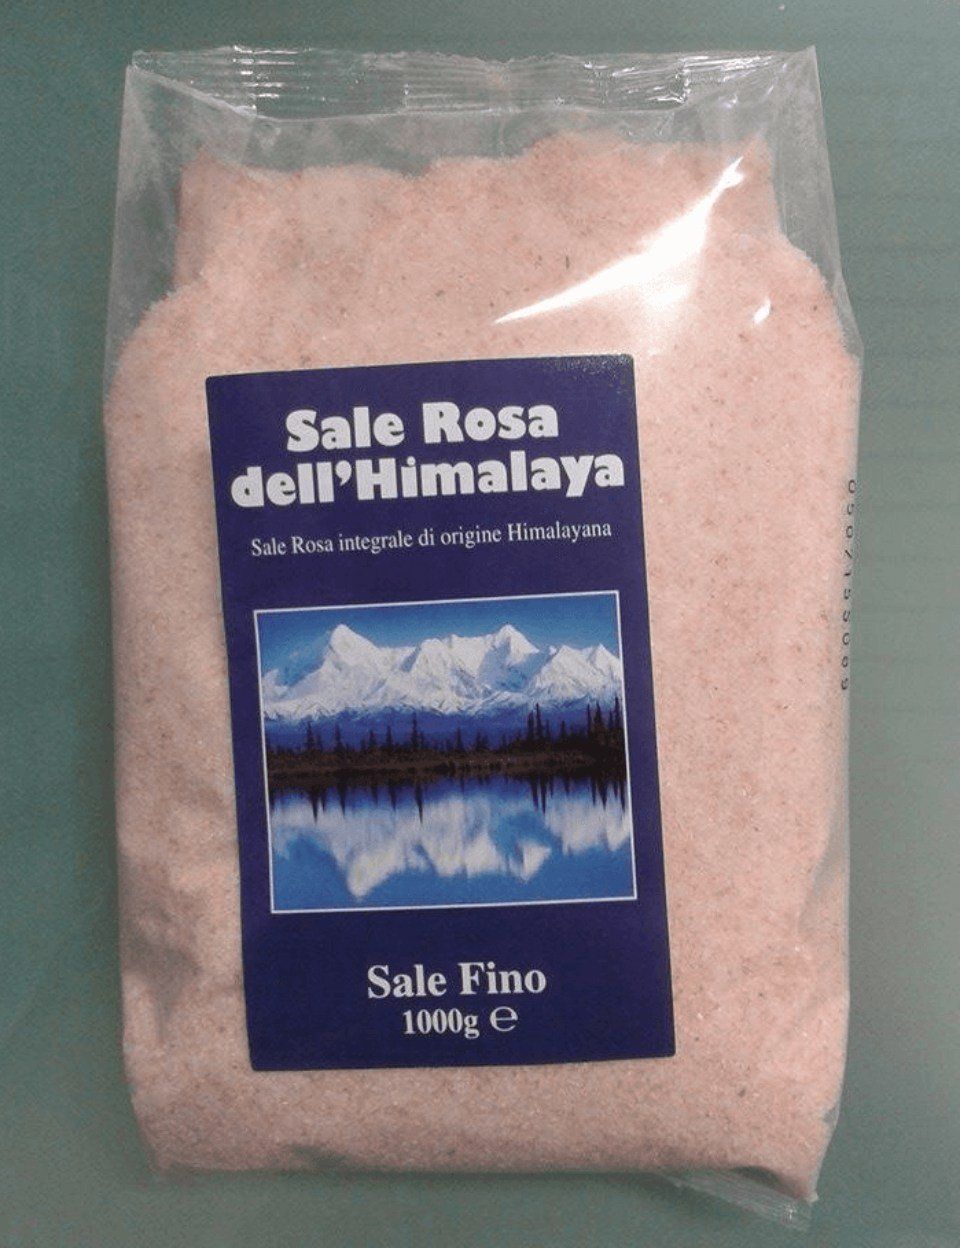 Sale Rosa
dell'Himalaya
Sale Rosa integrale di origine Himalayana
Sale Fino
1000g ℮